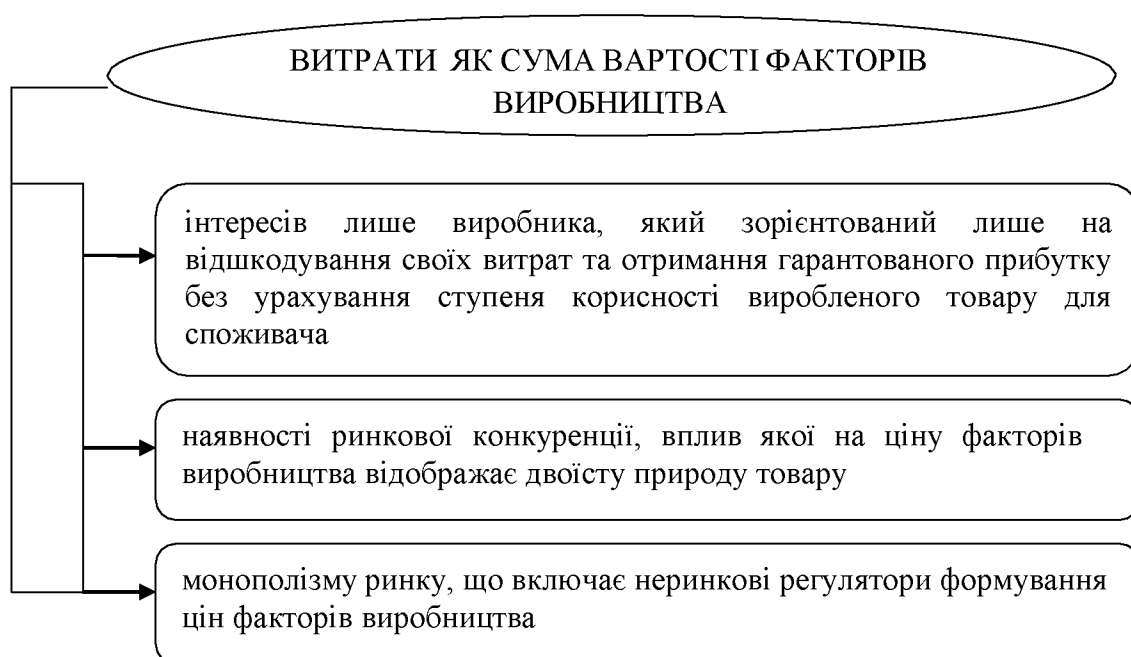 ВИТРАТИ ЯК СУМА ВАРТОСТІ ФАКТОРІВ
ВИРОБНИЦТВА
інтересів лише виробника, який зорієнтований лише на
відшкодування своїх витрат та отримання гарантованого прибутку
без урахування ступеня корисності виробленого товару для
споживача
наявності ринкової конкуренції, вплив якої на ціну факторів
виробництва відображає двоїсту природу товару
монополізму ринку, що включає неринкові регулятори формування
цін факторів виробництва